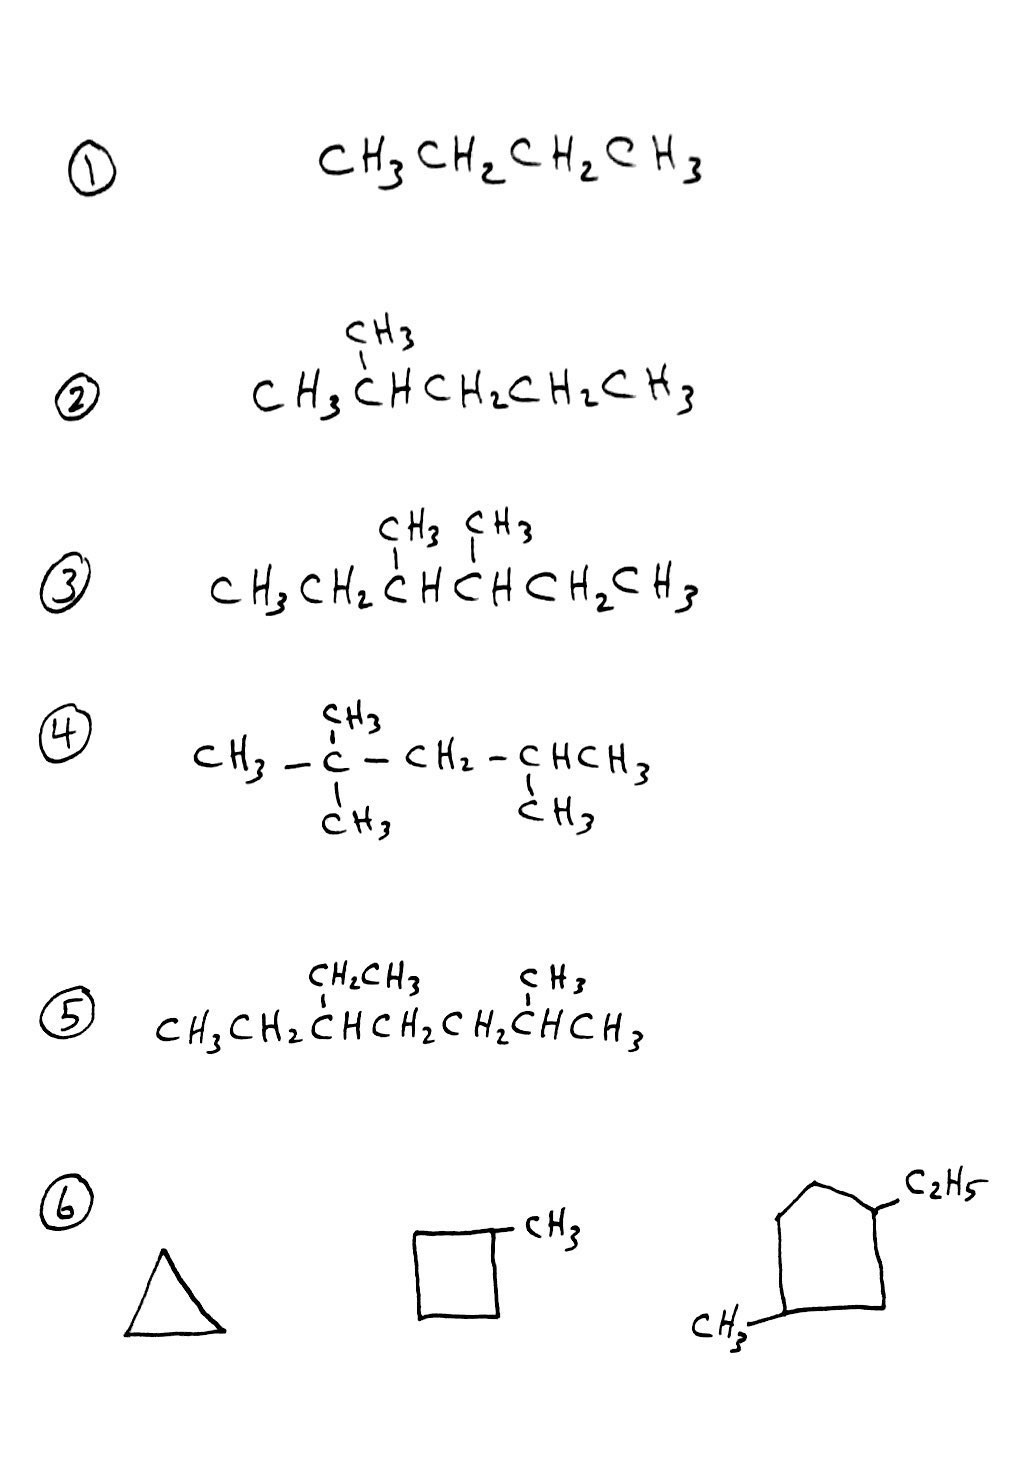 ① CH₃CH₂CH₂CH₃
CH₃
② CH₃CHCH₂CH₂CH₃
CH₃ CH₃
③ CH₃CH₂CHCHCH₂CH₃
④ CH₃
CH₃ – C – CH₂ – CHCH₃
CH₃ CH₃
CH₂CH₃ CH₃
⑤ CH₃CH₂CHCH₂CH₂CHCH₃
⑥ C₂H₅
CH₃
CH₃